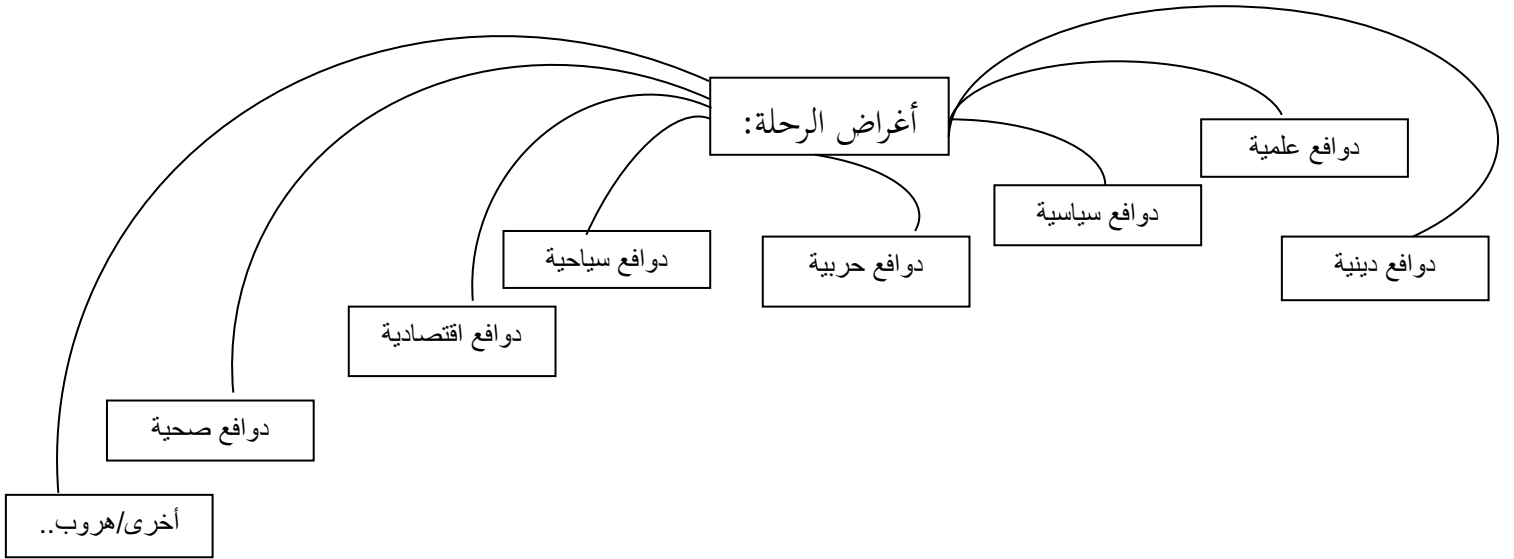 أغراض الرحلة:
دوافع علمية
دوافع سياسية
دوافع دينية
دوافع حربية
دوافع سياحية
دوافع اقتصادية
دوافع صحية
أخرى/هروب..